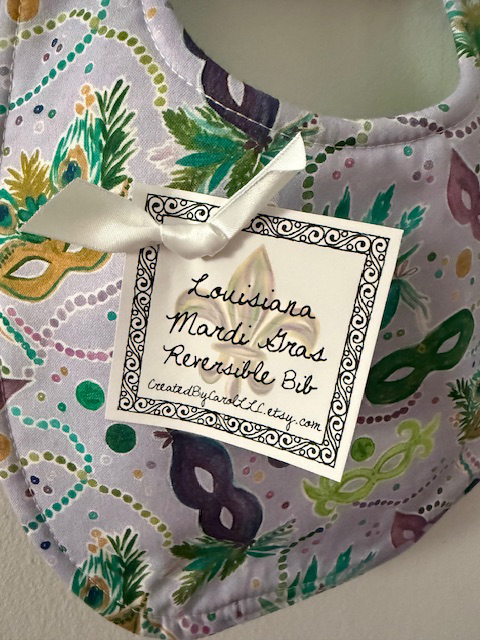 Louisiana
Mardi Gras
Reversible Bib
CreatedByCarolLLC.etsy.com